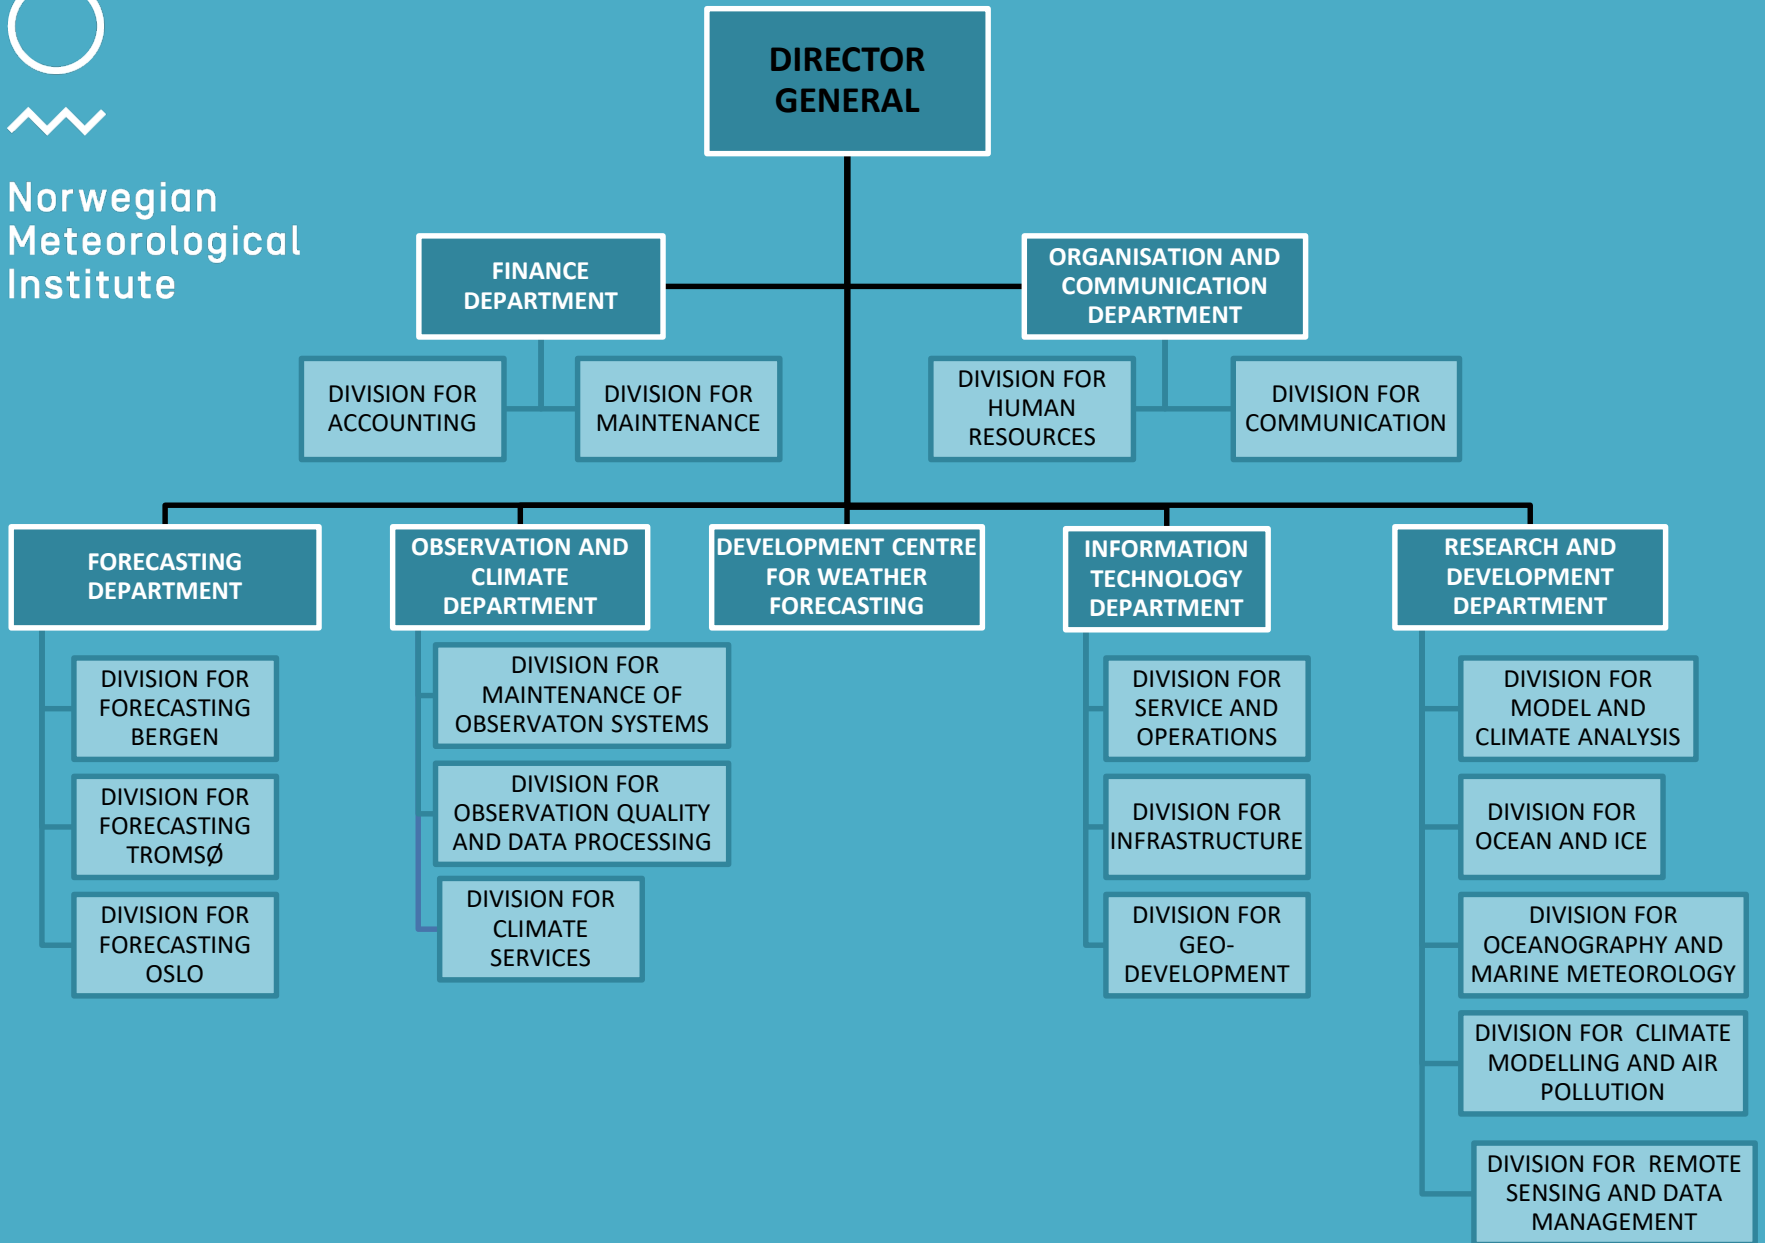 Norwegian
Meteorological
Institute
DIRECTOR
GENERAL
FINANCE
DEPARTMENT
ORGANISATION AND
COMMUNICATION
DEPARTMENT
DIVISION FOR
ACCOUNTING
DIVISION FOR
MAINTENANCE
DIVISION FOR
HUMAN
RESOURCES
DIVISION FOR
COMMUNICATION
FORECASTING
DEPARTMENT
DIVISION FOR
FORECASTING
BERGEN
DIVISION FOR
FORECASTING
TROMSØ
DIVISION FOR
FORECASTING
OSLO
OBSERVATION AND
CLIMATE
DEPARTMENT
DIVISION FOR
MAINTENANCE OF
OBSERVATON SYSTEMS
DIVISION FOR
OBSERVATION QUALITY
AND DATA PROCESSING
DIVISION FOR
CLIMATE
SERVICES
DEVELOPMENT CENTRE
FOR WEATHER
FORECASTING
INFORMATION
TECHNOLOGY
DEPARTMENT
DIVISION FOR
SERVICE AND
OPERATIONS
DIVISION FOR
INFRASTRUCTURE
DIVISION FOR
GEO-
DEVELOPMENT
RESEARCH AND
DEVELOPMENT
DEPARTMENT
DIVISION FOR
MODEL AND
CLIMATE ANALYSIS
DIVISION FOR
OCEAN AND ICE
DIVISION FOR
OCEANOGRAPHY AND
MARINE METEOROLOGY
DIVISION FOR  CLIMATE
MODELLING AND AIR
POLLUTION
DIVISION FOR  REMOTE
SENSING AND DATA
MANAGEMENT